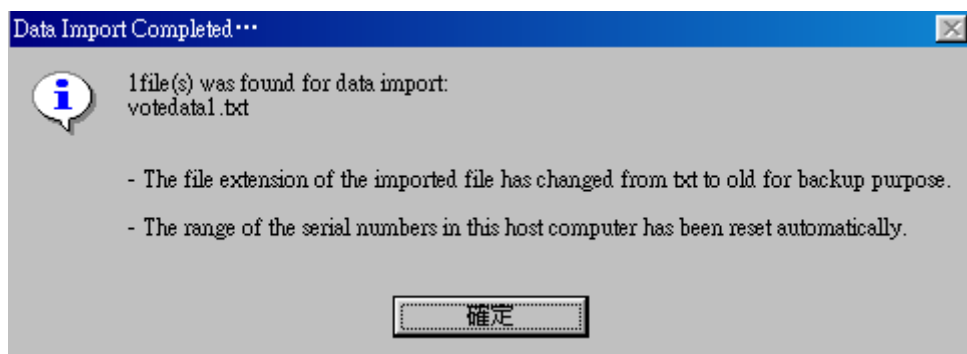 Data Import Completed⋯
1file(s) was found for data import:
votedata1.txt
- The file extension of the imported file has changed from txt to old for backup purpose.
- The range of the serial numbers in this host computer has been reset automatically.
確定